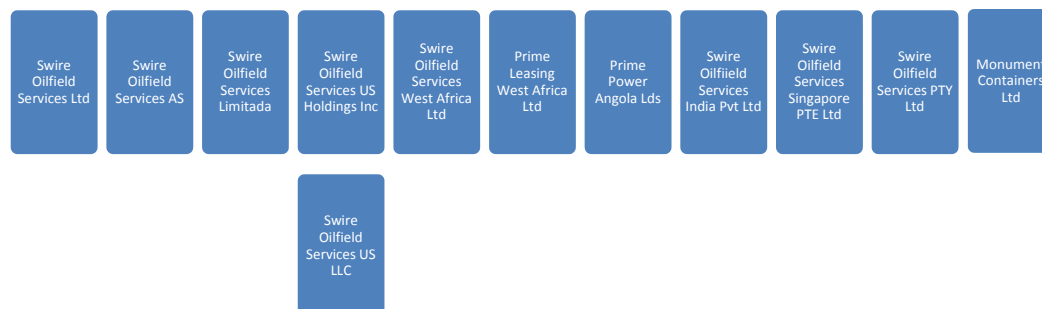 Swire
Oilfield
Services Ltd
Swire
Oilfield
Services AS
Swire
Oilfield
Services
Limitada
Swire
Oilfield
Services US
Holdings Inc
Swire
Oilfield
Services
West Africa
Ltd
Prime
Leasing
West Africa
Ltd
Prime
Power
Angola Lds
Swire
Oilfiield
Services
India Pvt Ltd
Swire
Oilfield
Services
Singapore
PTE Ltd
Swire
Oilfield
Services PTY
Ltd
Monument
Containers
Ltd
Swire
Oilfield
Services US
LLC